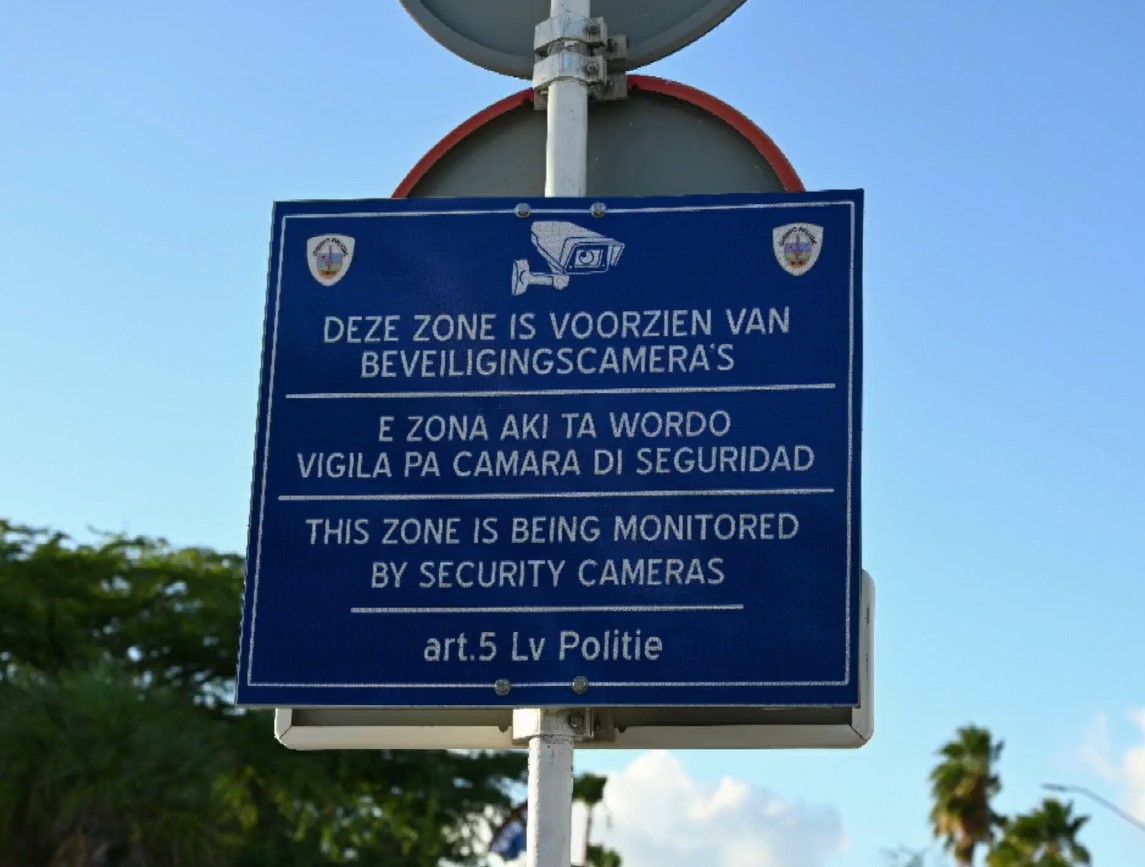 DEZE ZONE IS VOORZIEN VAN
BEVEILIGINGSCAMERA'S
E ZONA AKI TA WORDO
VIGILA PA CAMARA DI SEGURIDAD
THIS ZONE IS BEING MONITORED
BY SECURITY CAMERAS
art.5 Lv Politie